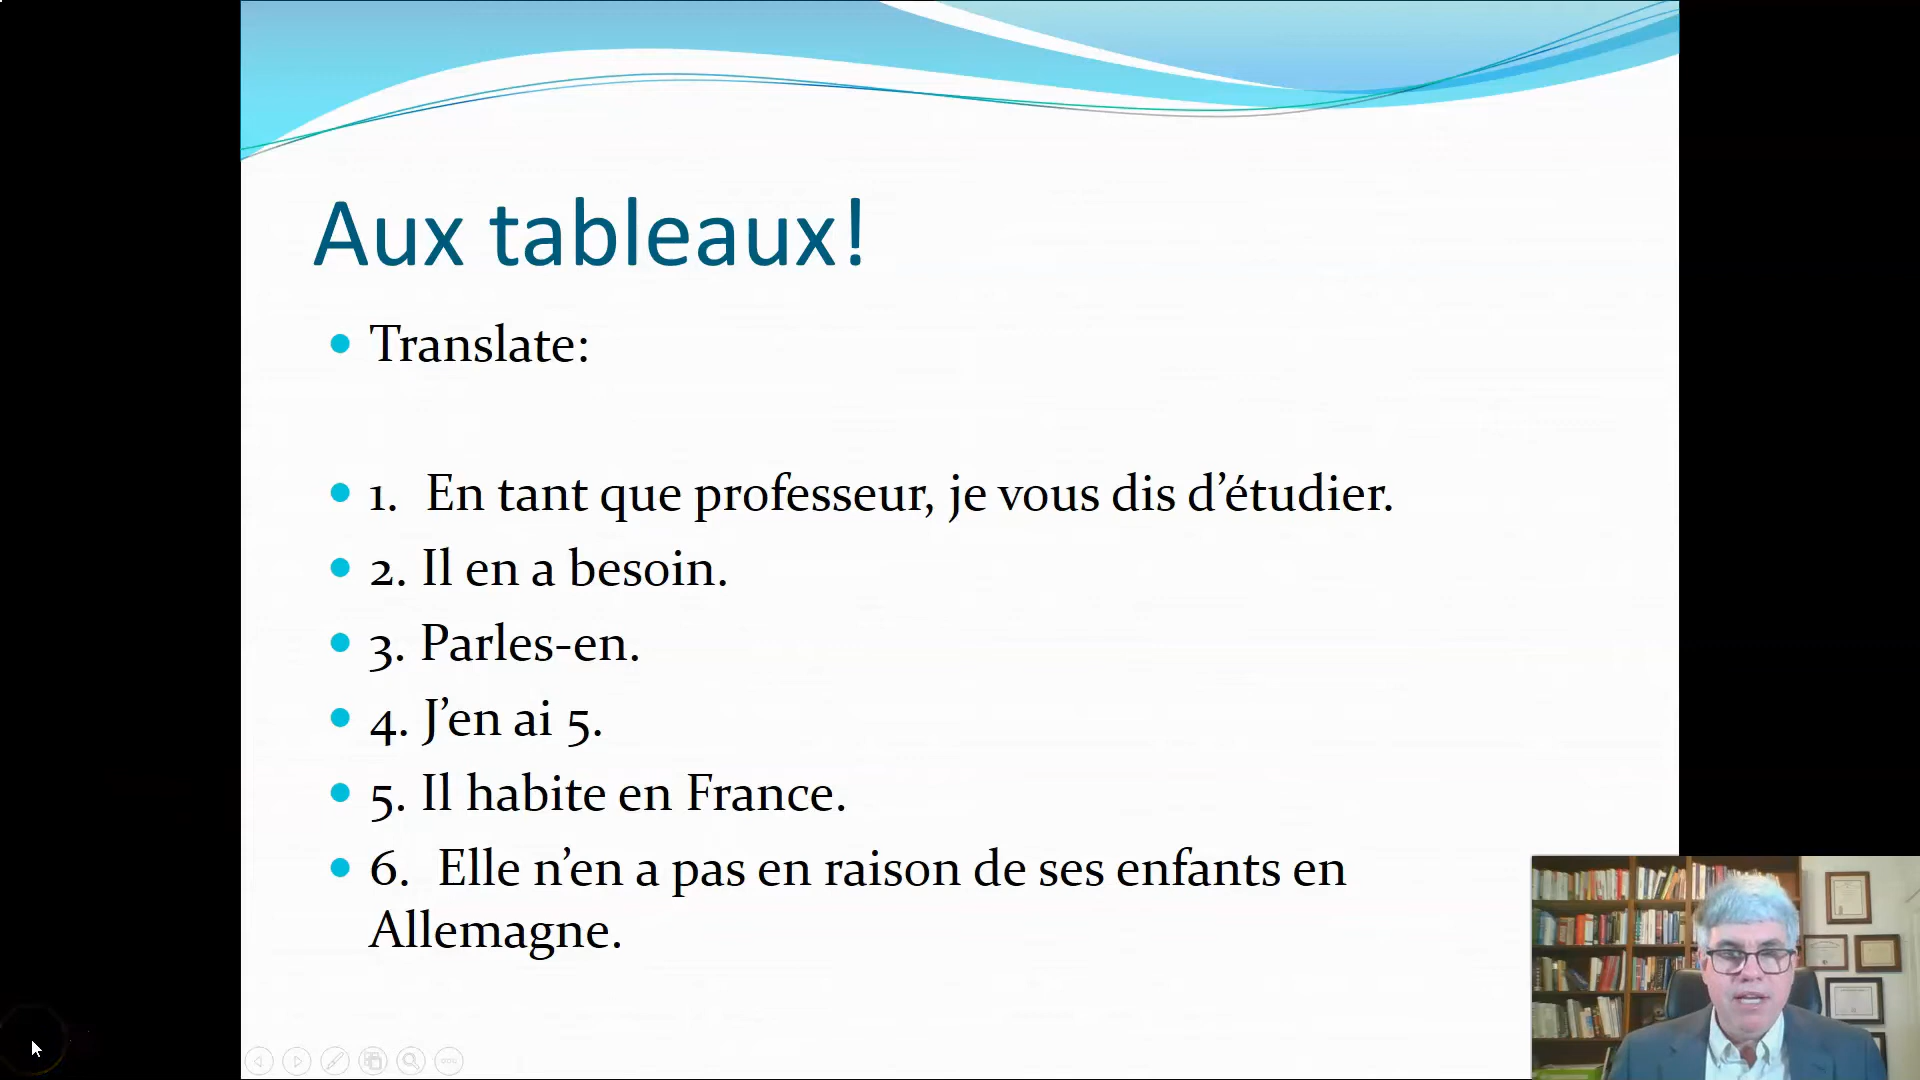 Aux tableaux!
Translate:
1. En tant que professeur, je vous dis d’étudier.
2. Il en a besoin.
3. Parles-en.
4. J’en ai 5.
5. Il habite en France.
6. Elle n’en a pas en raison de ses enfants en
Allemagne.